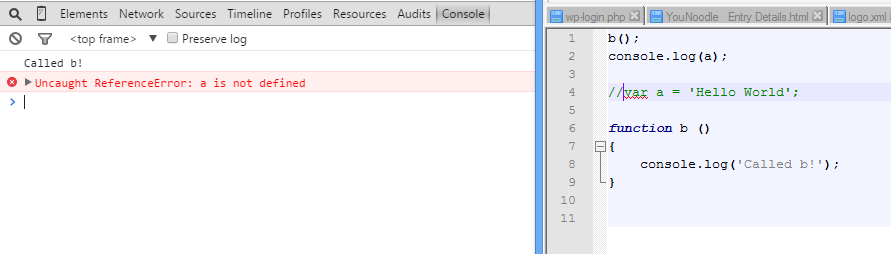 Elements Network Sources Timeline Profiles Resources Audits Console
<top frame> ▼ Preserve log
Called b!
Uncaught ReferenceError: a is not defined
>
wp-login.php YouNoodle Entry Details.html logo.xml
1 b();
2 console.log(a);
3
4 //var a = 'Hello World';
5
6 function b ()
7 {
8 console.log('Called b!');
9 }
10
11